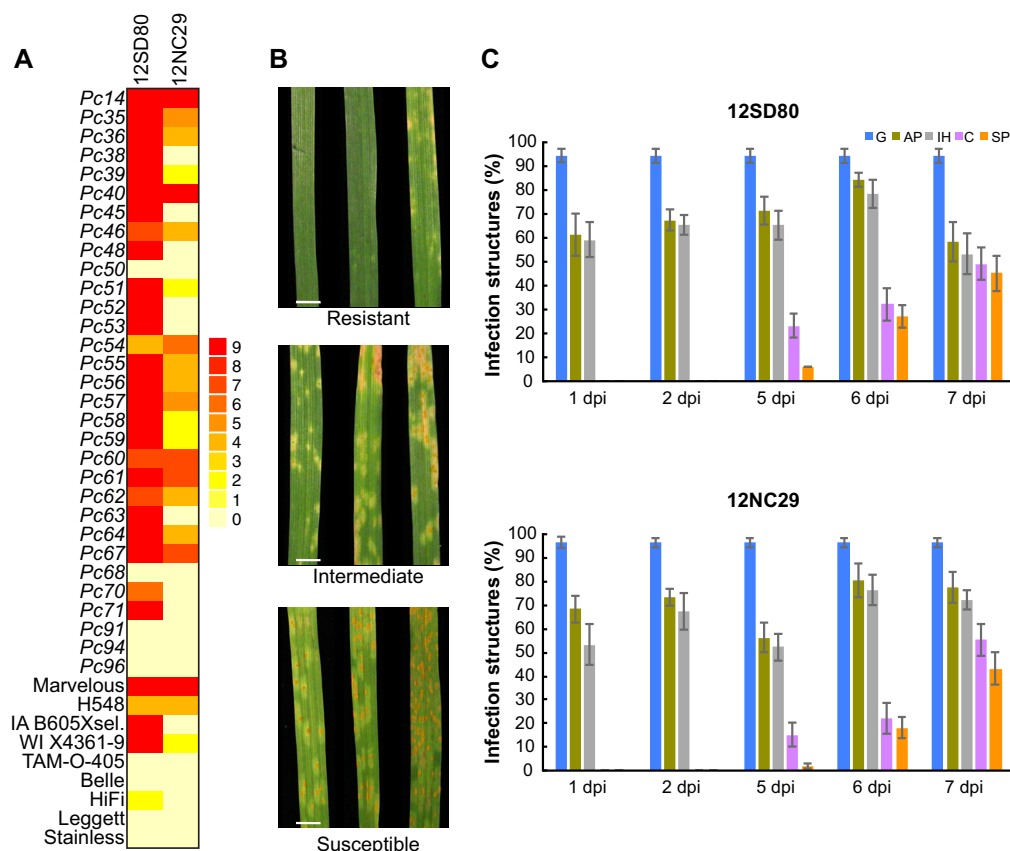 A
12SD80
12NC29
Pc14
Pc35
Pc36
Pc38
Pc39
Pc40
Pc45
Pc46
Pc48
Pc50
Pc51
Pc52
Pc53
Pc54
Pc55
Pc56
Pc57
Pc58
Pc59
Pc60
Pc61
Pc62
Pc63
Pc64
Pc67
Pc68
Pc70
Pc71
Pc91
Pc94
Pc96
Marvelous
H548
IA B605Xsel.
WI X4361-9
TAM-O-405
Belle
HiFi
Leggett
Stainless
9
8
7
6
5
4
3
2
1
0
B
Resistant
Intermediate
Susceptible
C
12SD80
G AP IH C SP
Infection structures (%)
100
90
80
70
60
50
40
30
20
10
0
1 dpi 2 dpi 5 dpi 6 dpi 7 dpi
12NC29
Infection structures (%)
100
90
80
70
60
50
40
30
20
10
0
1 dpi 2 dpi 5 dpi 6 dpi 7 dpi